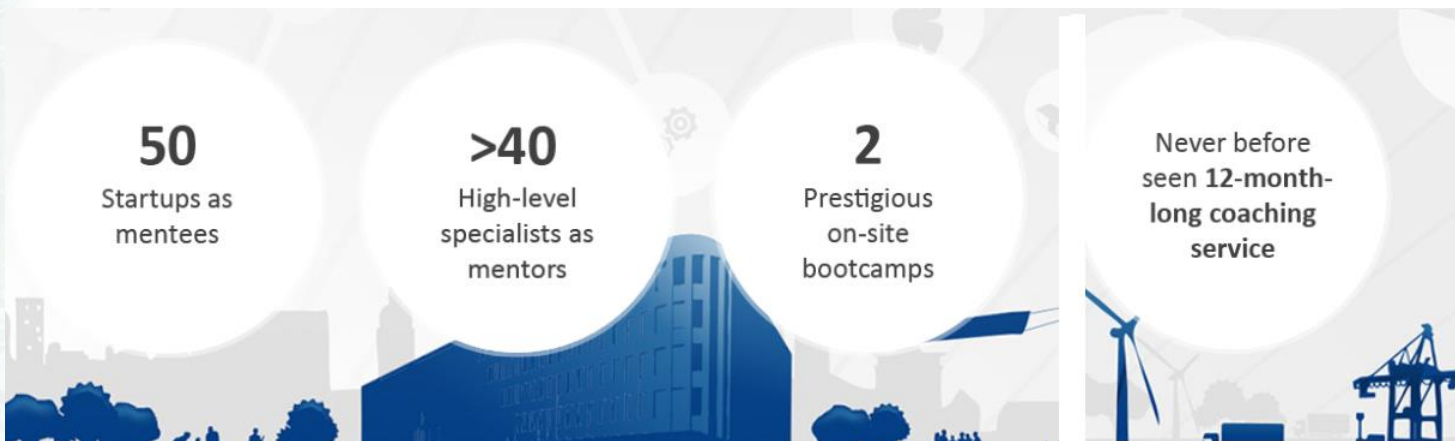 50
Startups as
mentees
>40
High-level
specialists as
mentors
2
Prestigious
on-site
bootcamps
Never before
seen 12-month-
long coaching
service